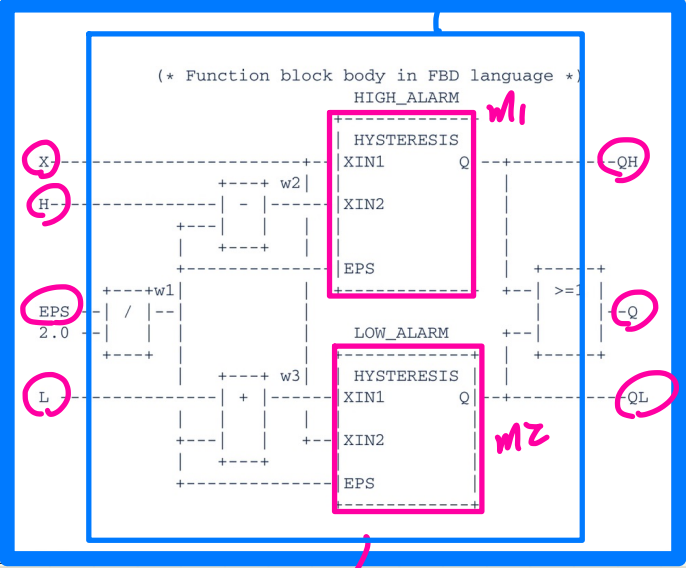 (* Function block body in FBD language *)
HIGH_ALARM
m1
HYSTERESIS
X XIN1 Q QH
w2
H - XIN2
EPS
w1 >=1
EPS / Q
2.0 LOW_ALARM
w3 HYSTERESIS
L + XIN1 Q QL
XIN2 m2
EPS